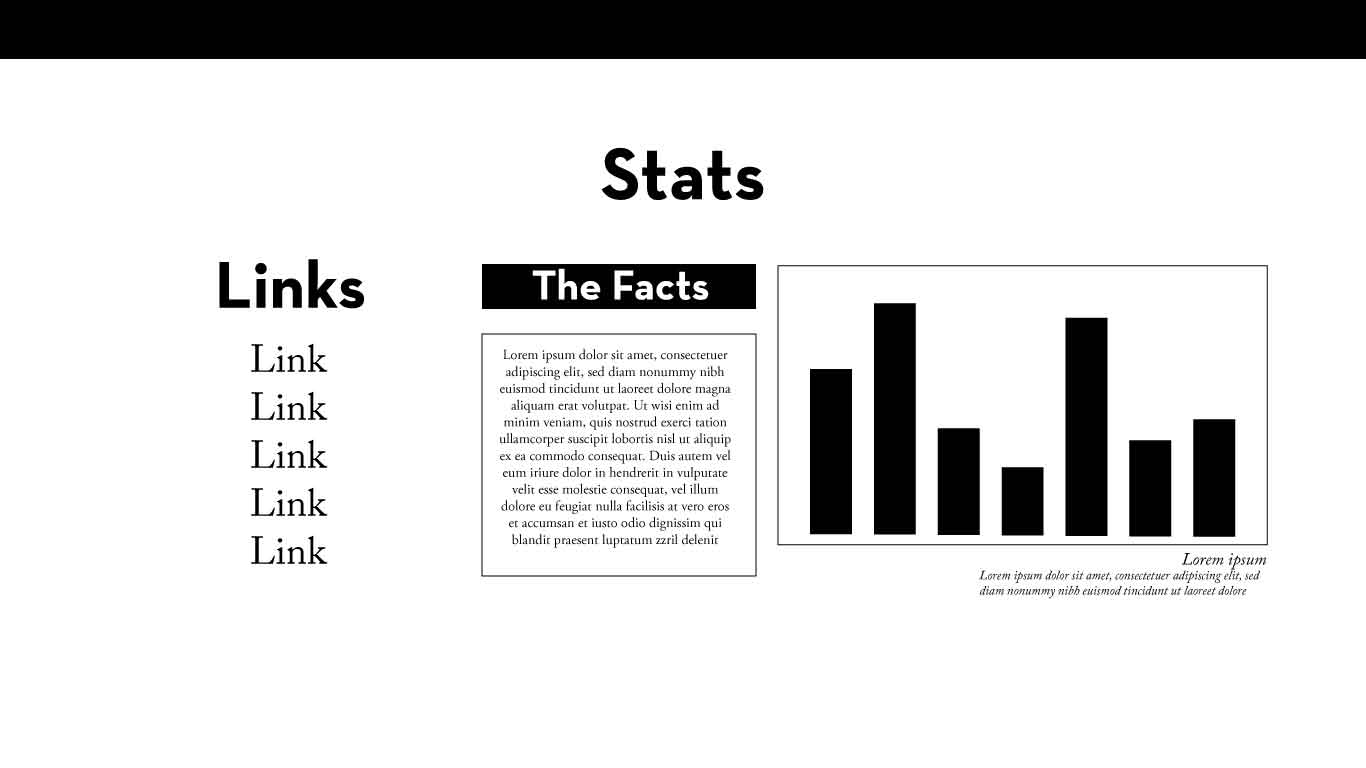 Stats
Links
Link
Link
Link
Link
Link
The Facts
Lorem ipsum dolor sit amet, consectetuer
adipiscing elit, sed diam nonummy nibh
euismod tincidunt ut laoreet dolore magna
aliquam erat volutpat. Ut wisi enim ad
minim veniam, quis nostrud exerci tation
ullamcorper suscipit lobortis nisl ut aliquip
ex ea commodo consequat. Duis autem vel
eum iriure dolor in hendrerit in vulputate
velit esse molestie consequat, vel illum
dolore eu feugiat nulla facilisis at vero eros
et accumsan et iusto odio dignissim qui
blandit praesent luptatum zzril delenit
Lorem ipsum
Lorem ipsum dolor sit amet, consectetuer adipiscing elit, sed
diam nonummy nibh euismod tincidunt ut laoreet dolore